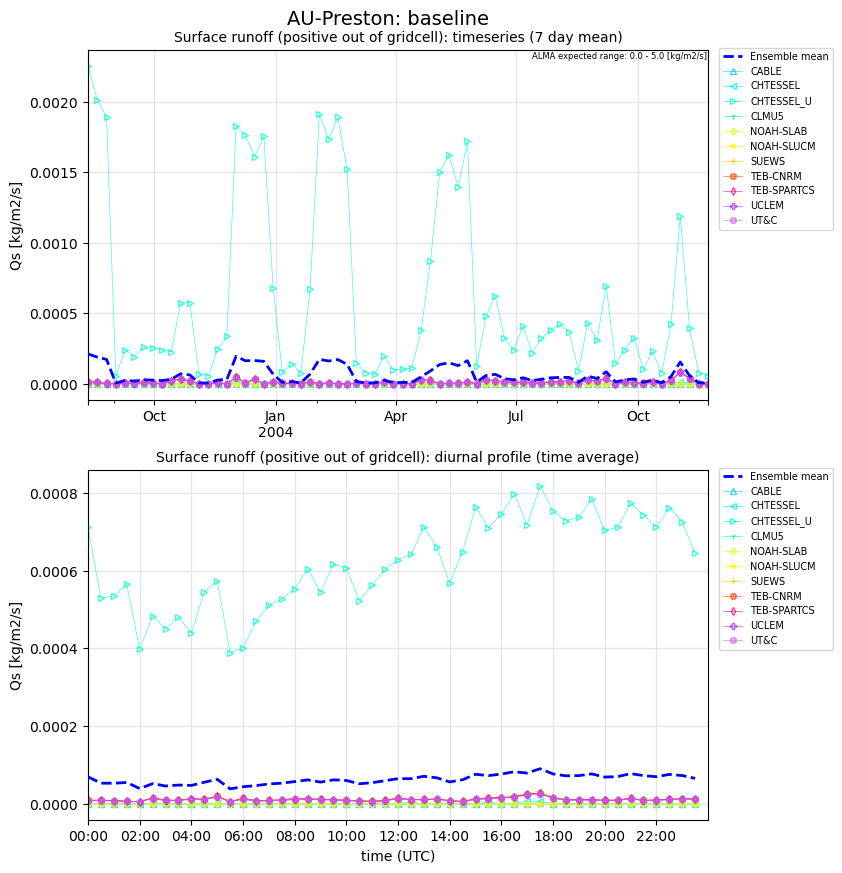 AU-Preston: baseline
Surface runoff (positive out of gridcell): timeseries (7 day mean)
ALMA expected range: 0.0 - 5.0 [kg/m2/s]
Qs [kg/m2/s]
0.0020
0.0015
0.0010
0.0005
0.0000
Oct
Jan
2004
Apr
Jul
Oct
Ensemble mean
CABLE
CHTESSEL
CHTESSEL_U
CLMU5
NOAH-SLAB
NOAH-SLUCM
SUEWS
TEB-CNRM
TEB-SPARTCS
UCLEM
UT&C
Surface runoff (positive out of gridcell): diurnal profile (time average)
Qs [kg/m2/s]
0.0008
0.0006
0.0004
0.0002
0.0000
00:00
02:00
04:00
06:00
08:00
10:00
12:00
14:00
16:00
18:00
20:00
22:00
time (UTC)
Ensemble mean
CABLE
CHTESSEL
CHTESSEL_U
CLMU5
NOAH-SLAB
NOAH-SLUCM
SUEWS
TEB-CNRM
TEB-SPARTCS
UCLEM
UT&C